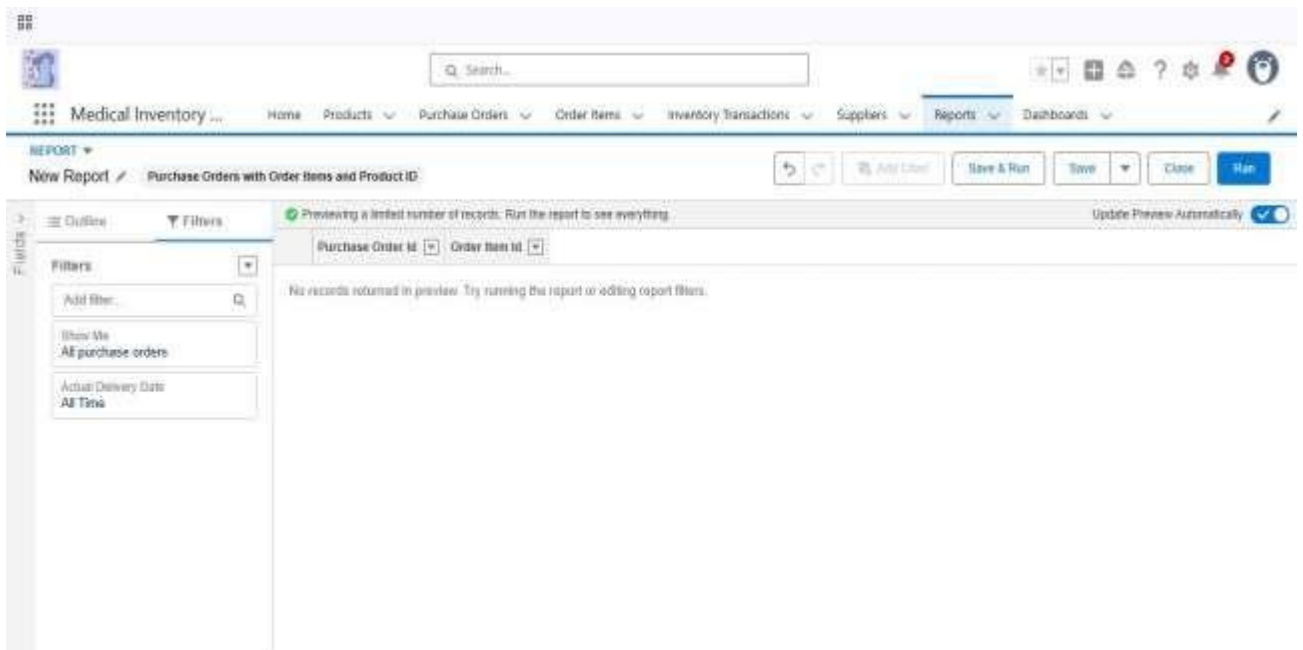 Search...
Medical Inventory ... Home Products Purchase Orders Order Items Inventory Transactions Suppliers Reports Dashboards
REPORT
New Report Purchase Orders with Order Items and Product ID Add Chart Save & Run Save Close Run
Fields
Outline Filters
Previewing a limited number of records. Run the report to see everything. Update Preview Automatically
Purchase Order Id Order Item Id
Filters
Add filter...
No records returned in preview. Try running the report or editing report filters.
Show Me
All purchase orders
Actual Delivery Date
All Time